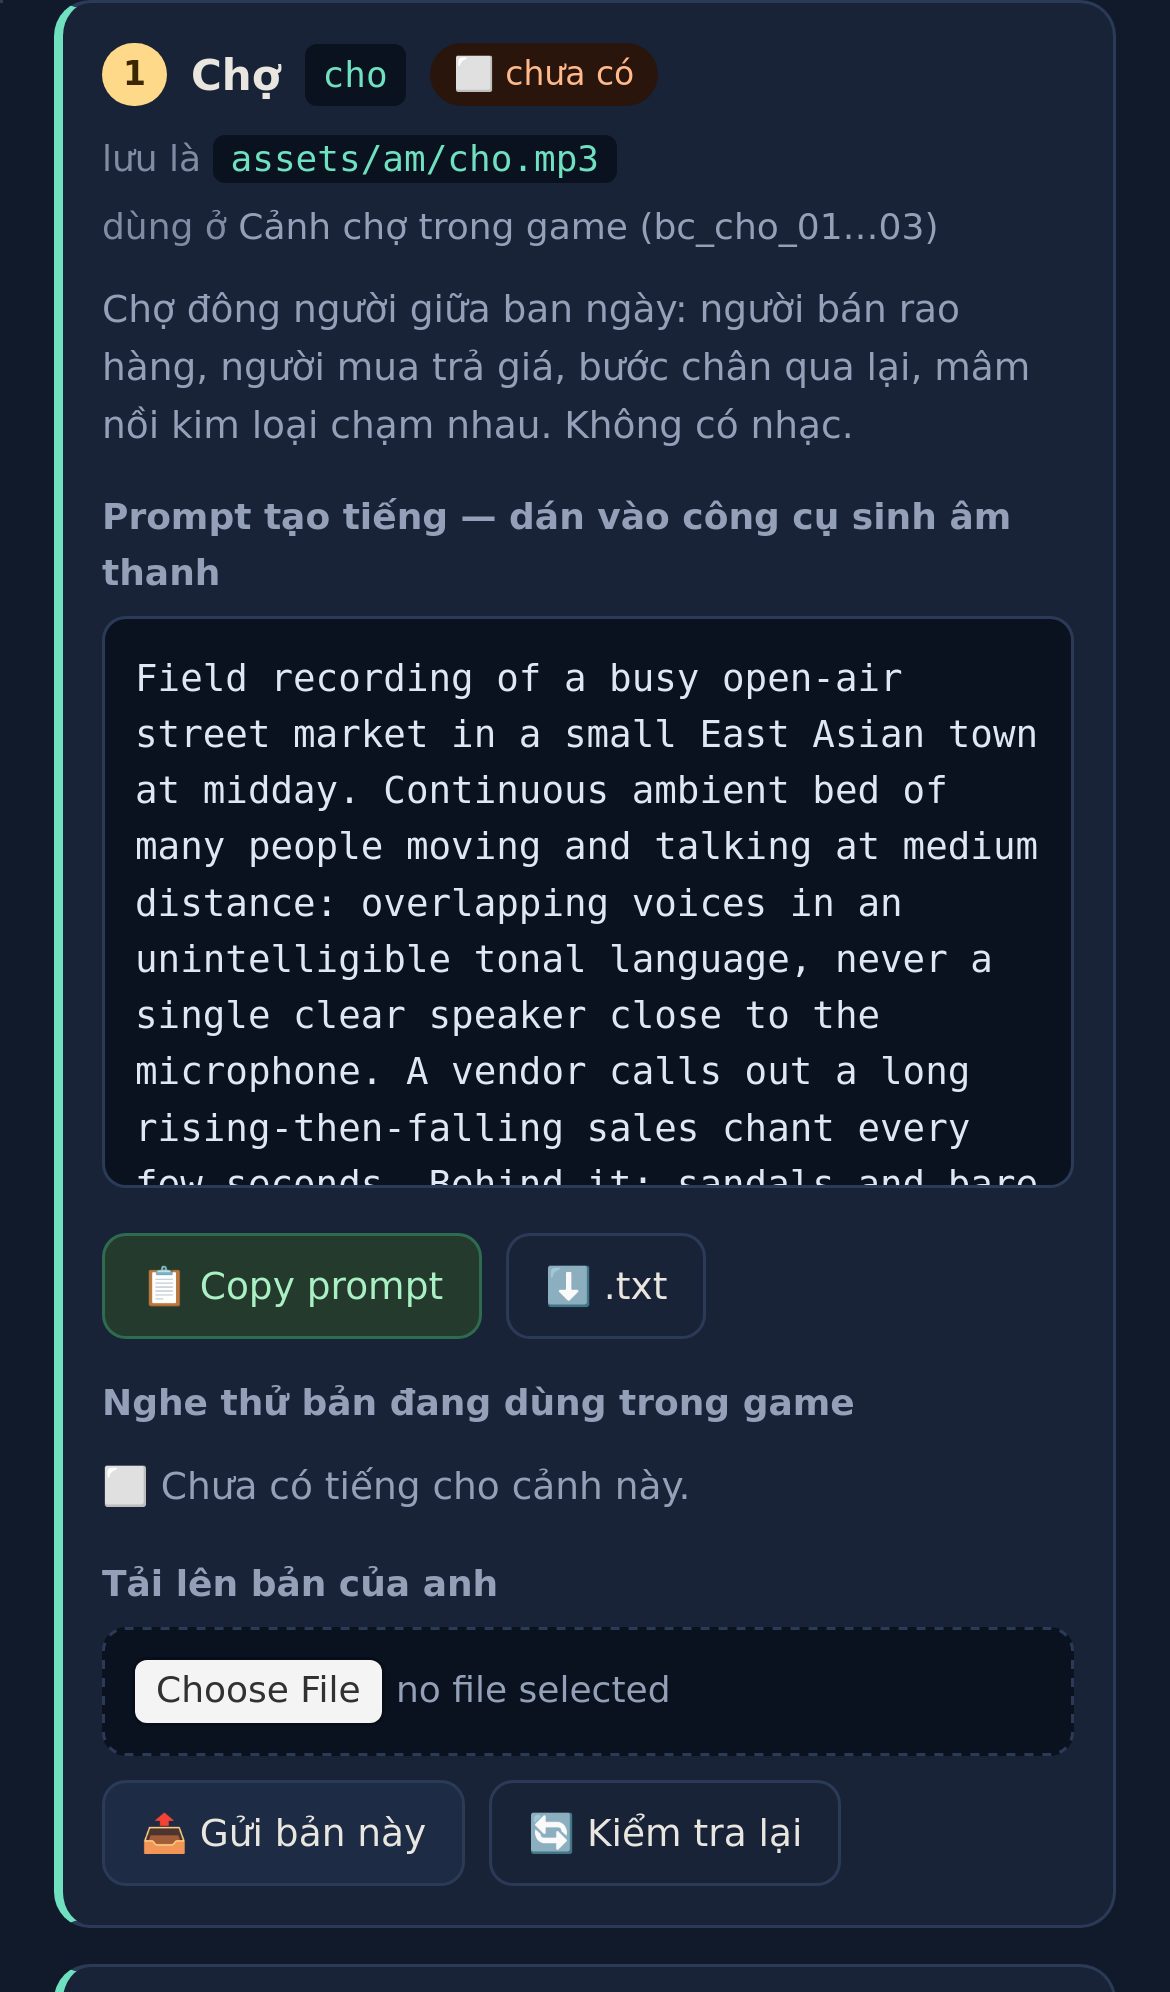 1 Chợ cho chưa có
lưu là assets/am/cho.mp3
dùng ở Cảnh chợ trong game (bc_cho_01…03)
Chợ đông người giữa ban ngày: người bán rao
hàng, người mua trả giá, bước chân qua lại, mâm
nồi kim loại chạm nhau. Không có nhạc.
Prompt tạo tiếng — dán vào công cụ sinh âm
thanh
Field recording of a busy open-air
street market in a small East Asian town
at midday. Continuous ambient bed of
many people moving and talking at medium
distance: overlapping voices in an
unintelligible tonal language, never a
single clear speaker close to the
microphone. A vendor calls out a long
rising-then-falling sales chant every
few seconds. Behind it: sandals and bare
Copy prompt .txt
Nghe thử bản đang dùng trong game
Chưa có tiếng cho cảnh này.
Tải lên bản của anh
Choose File no file selected
Gửi bản này Kiểm tra lại